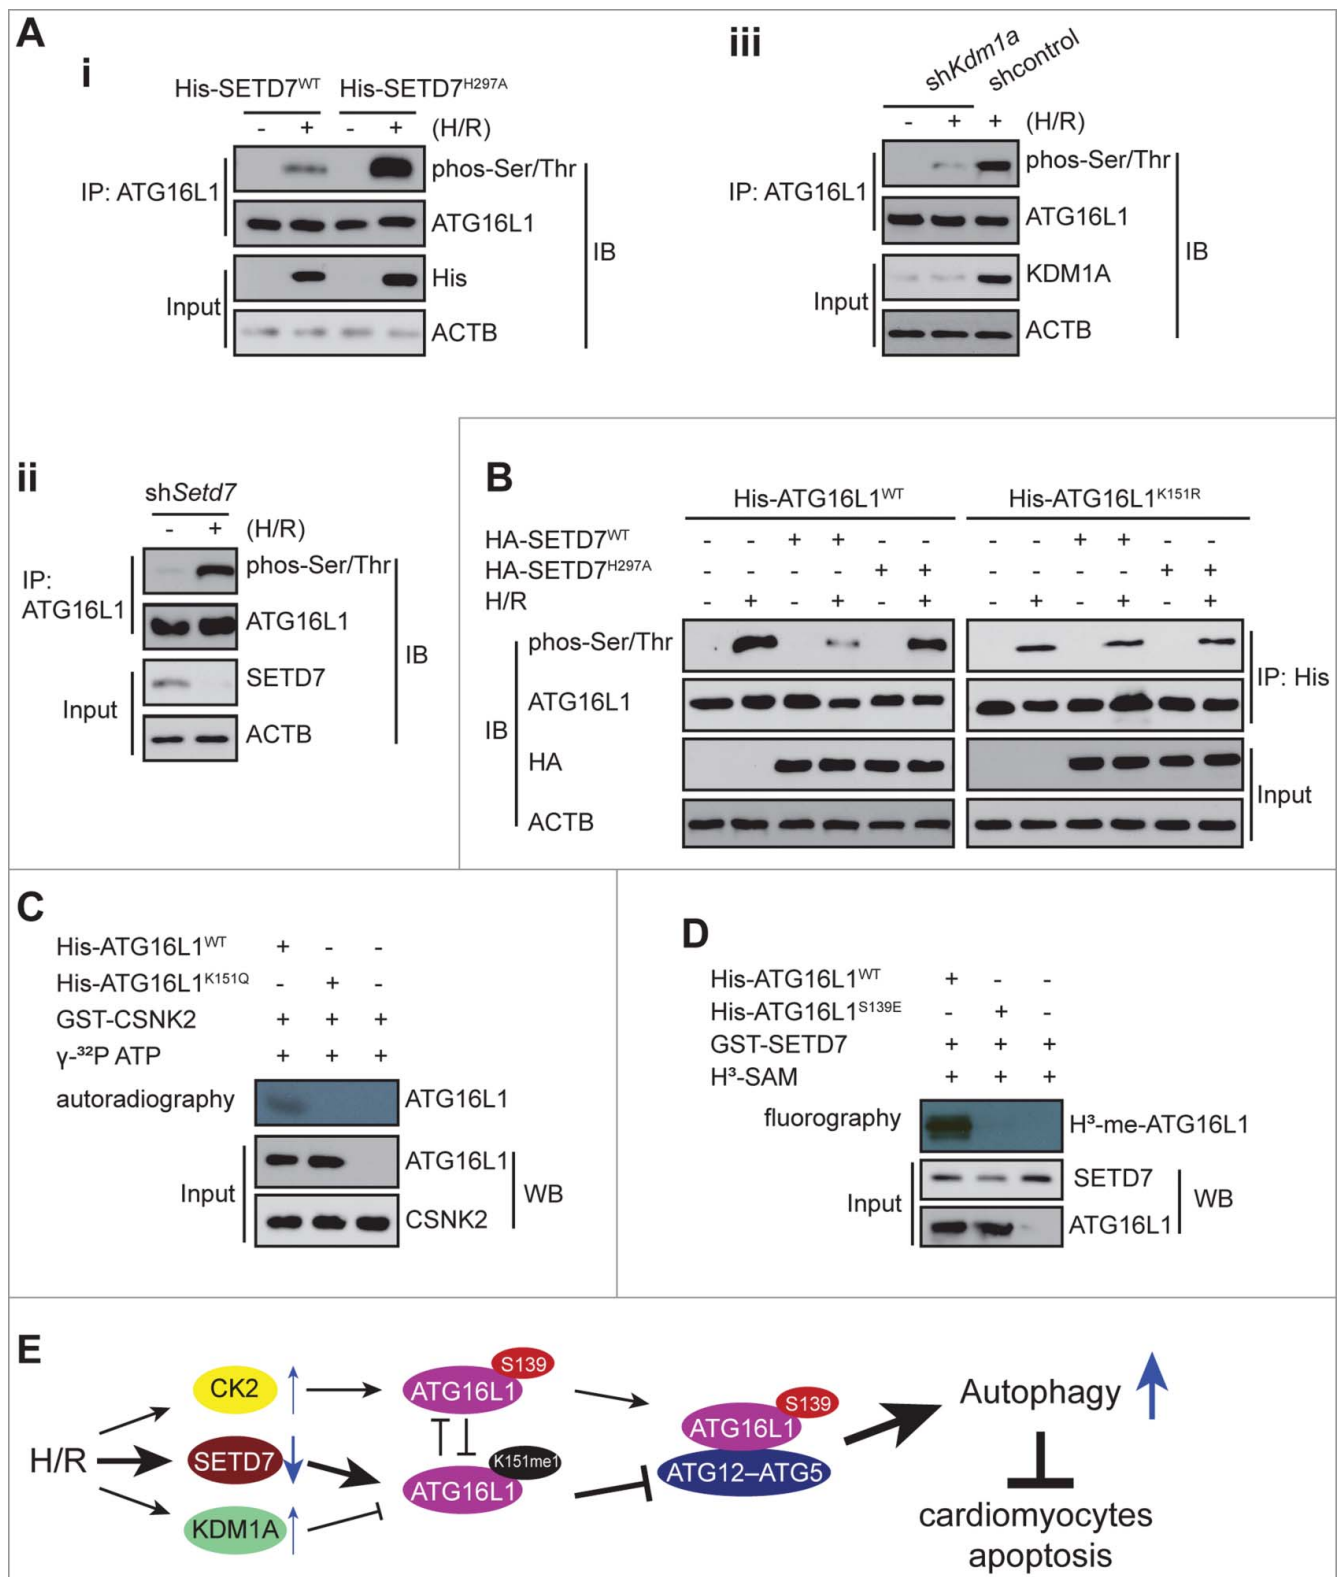 A
i
His-SETD7WT His-SETD7H297A
- + - + (H/R)
IP: ATG16L1
phos-Ser/Thr
ATG16L1
Input
His
ACTB
IB
iii
shKdm1a shcontrol
- + + (H/R)
IP: ATG16L1
phos-Ser/Thr
ATG16L1
Input
KDM1A
ACTB
IB
ii
shSetd7
- + (H/R)
IP:
ATG16L1
phos-Ser/Thr
ATG16L1
Input
SETD7
ACTB
IB
B
His-ATG16L1WT His-ATG16L1K151R
HA-SETD7WT - - + + - - - - + + - -
HA-SETD7H297A - - - - + + - - - - + +
H/R - + - + - + - + - + - +
IB
phos-Ser/Thr
ATG16L1
HA
ACTB
IP: His
Input
C
His-ATG16L1WT + - -
His-ATG16L1K151Q - + -
GST-CSNK2 + + +
γ-³²P ATP + + +
autoradiography ATG16L1
Input
ATG16L1
CSNK2
WB
D
His-ATG16L1WT + - -
His-ATG16L1S139E - + -
GST-SETD7 + + +
H³-SAM + + +
fluorography H³-me-ATG16L1
Input
SETD7
ATG16L1
WB
E
H/R
CK2
SETD7
KDM1A
S139
ATG16L1
K151me1
ATG16L1
S139
ATG16L1
ATG12–ATG5
Autophagy
cardiomyocytes
apoptosis